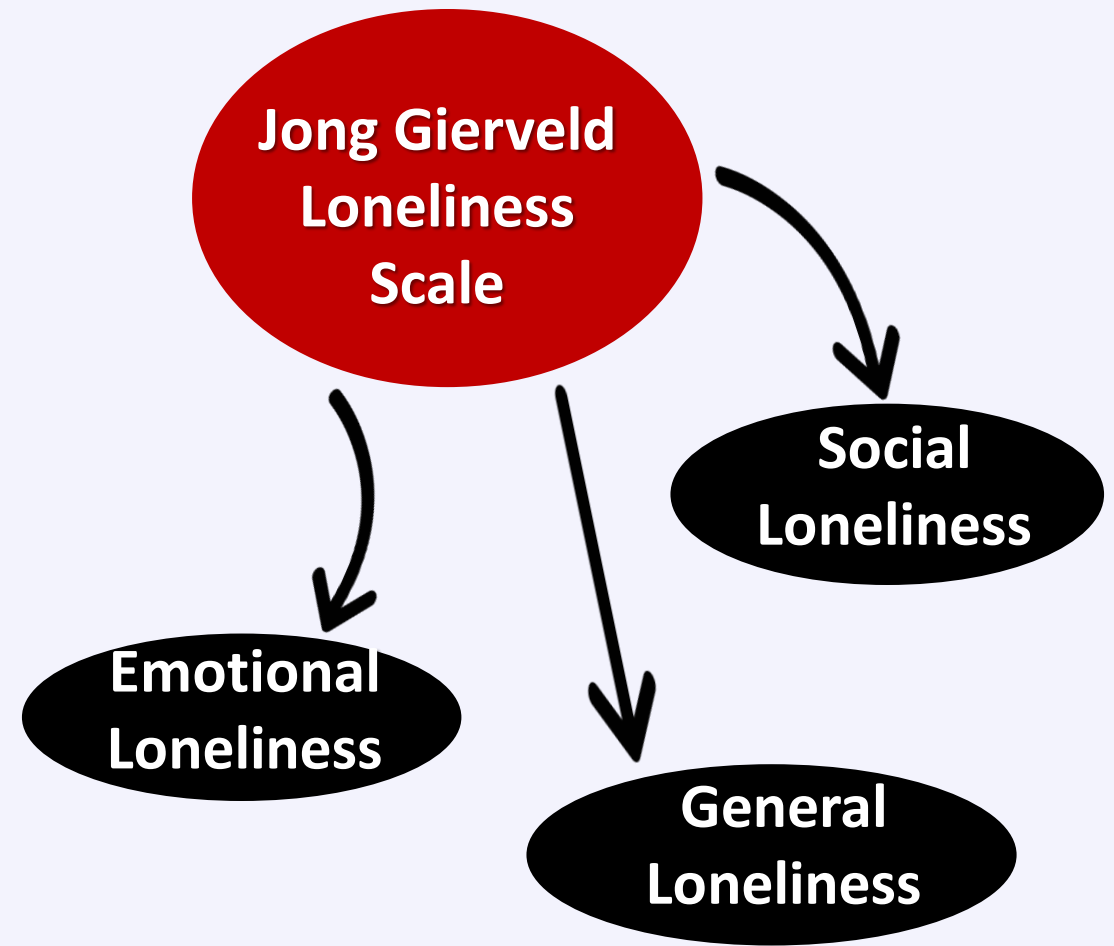 Jong Gierveld
Loneliness
Scale
Social
Loneliness
Emotional
Loneliness
General
Loneliness